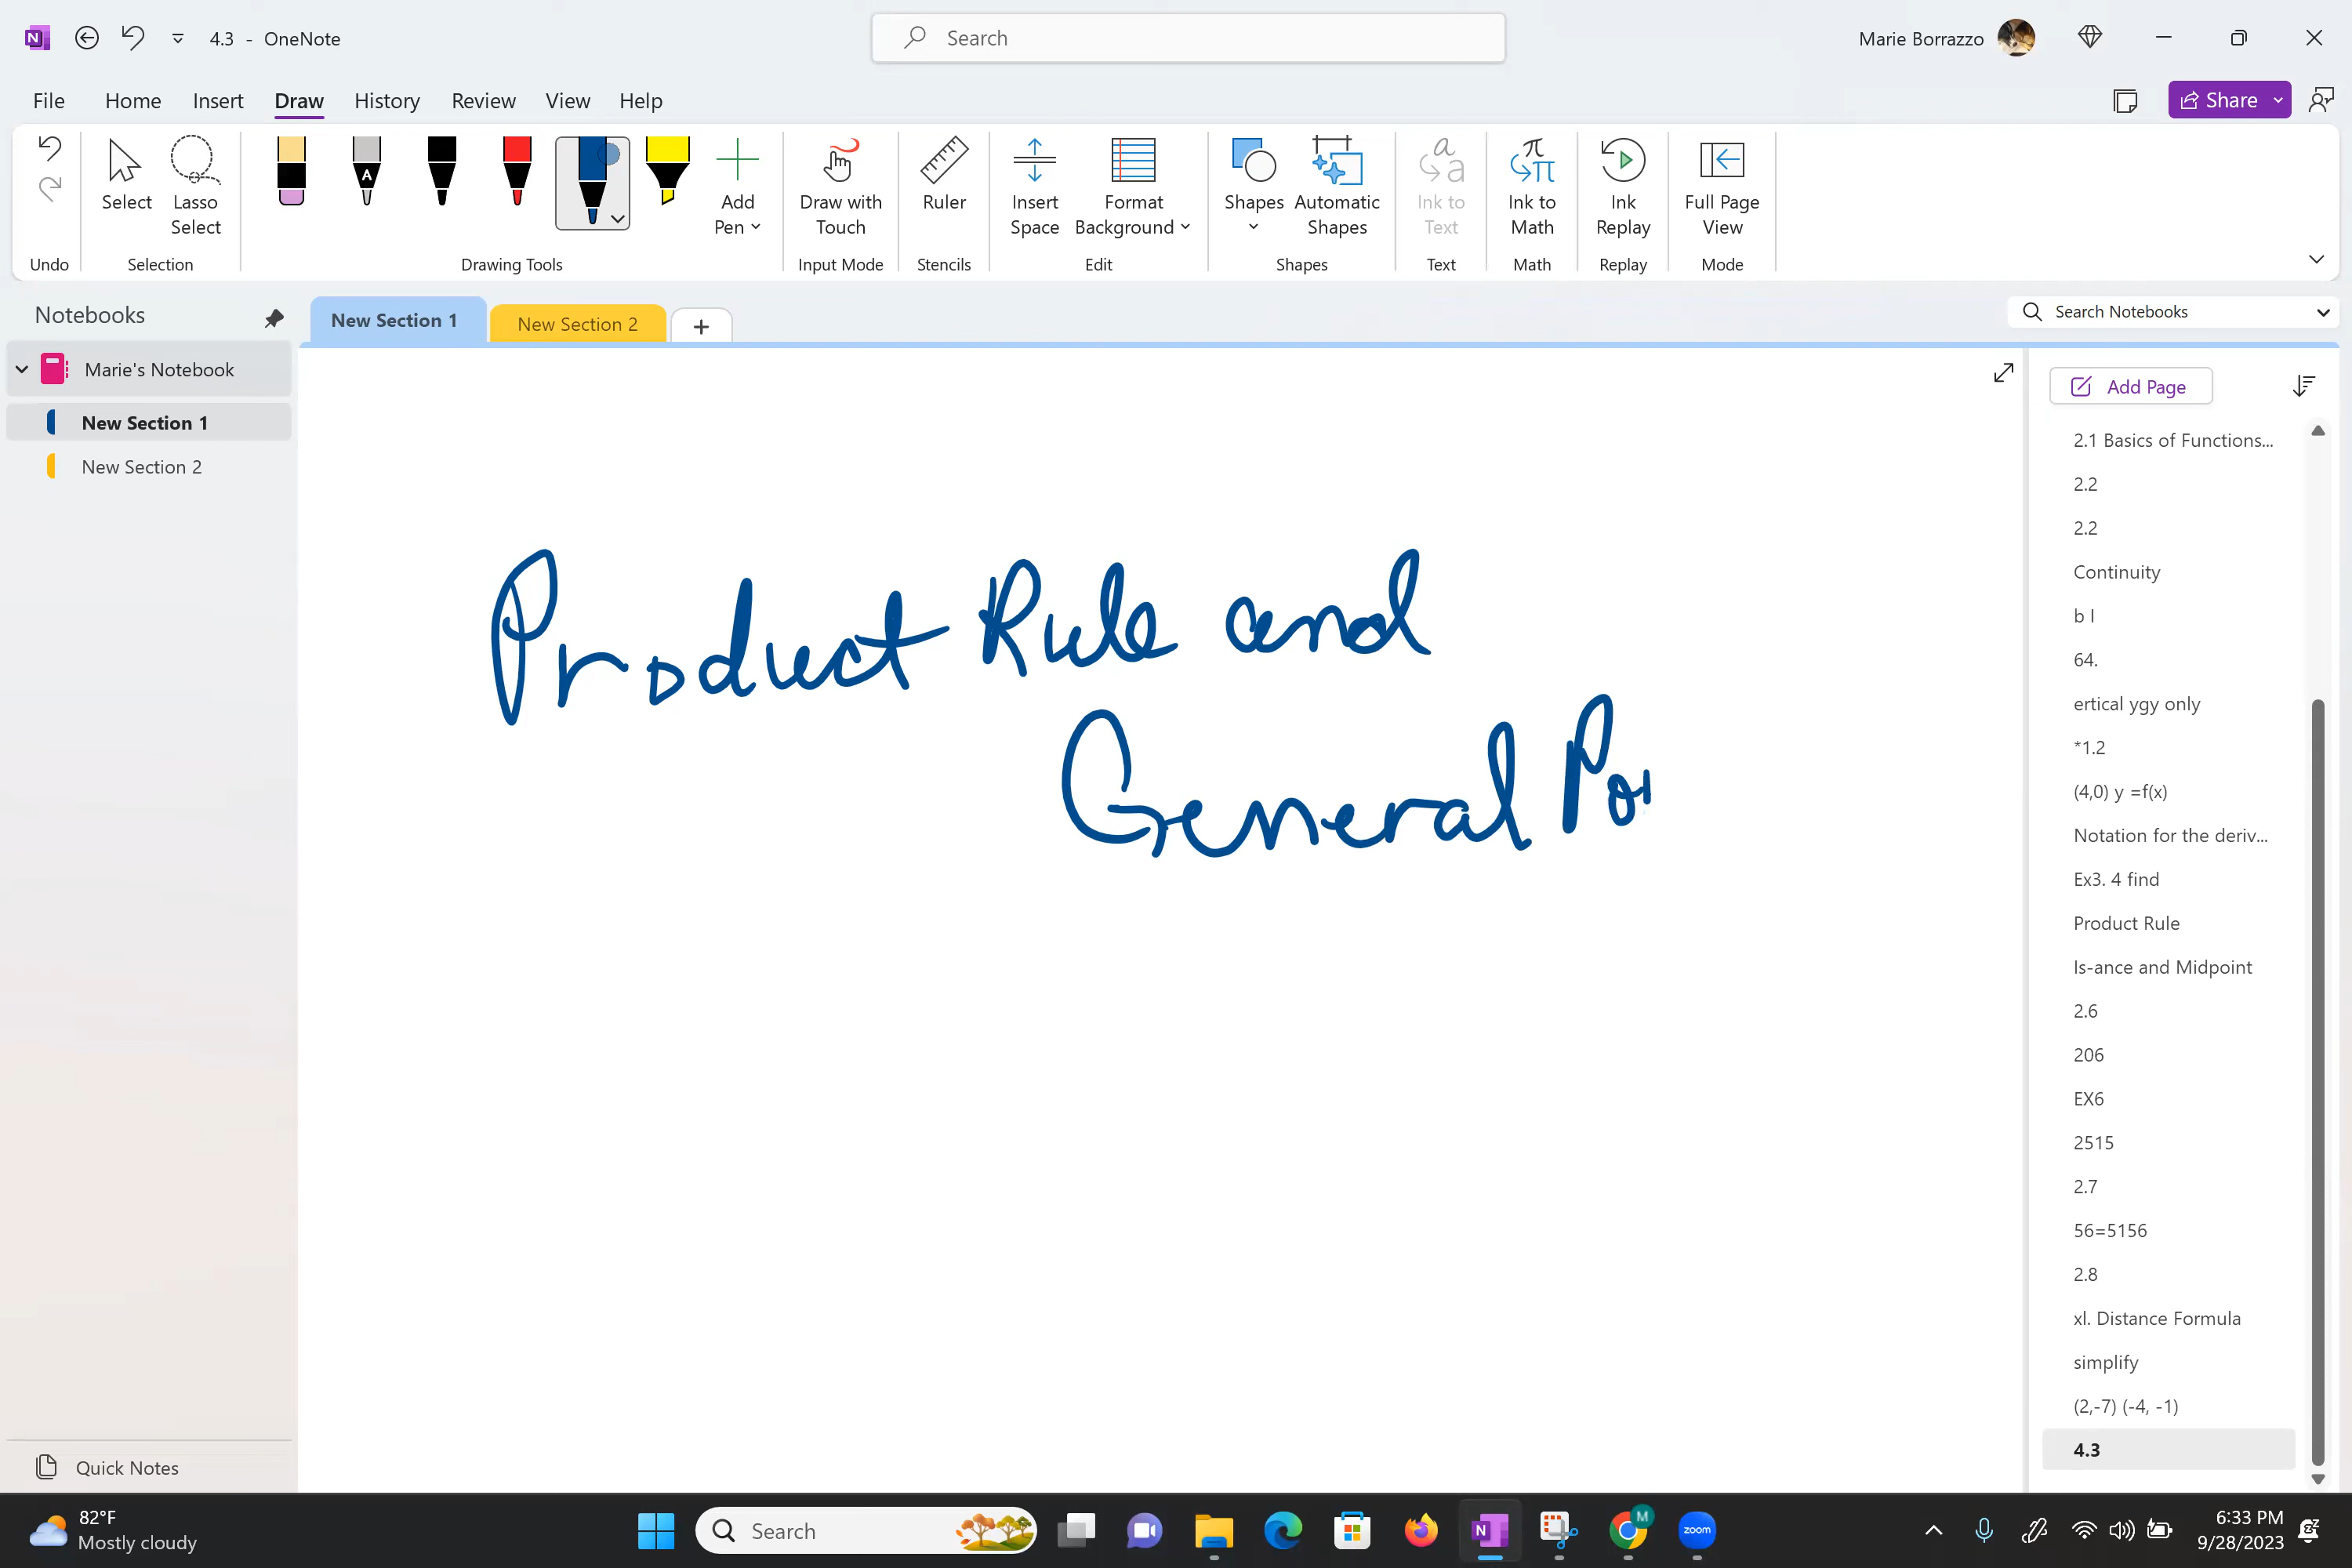 4.3 - OneNote
Search
Marie Borrazzo
File Home Insert Draw History Review View Help
Share
Select
Lasso Select
A
Add Pen
Draw with Touch
Ruler
Insert Space
Format Background
Shapes
Automatic Shapes
Ink to Text
Ink to Math
Ink Replay
Full Page View
Undo
Selection
Drawing Tools
Input Mode
Stencils
Edit
Shapes
Text
Math
Replay
Mode
Notebooks
Marie's Notebook
New Section 1
New Section 2
Quick Notes
New Section 1
New Section 2
Search Notebooks
Product Rule and
General
Add Page
2.1 Basics of Functions...
2.2
2.2
Continuity
b I
64.
ertical ygy only
*1.2
(4,0) y =f(x)
Notation for the deriv...
Ex3. 4 find
Product Rule
Is-ance and Midpoint
2.6
206
EX6
2515
2.7
56=5156
2.8
xl. Distance Formula
simplify
(2,-7) (-4, -1)
4.3
82°F
Mostly cloudy
Search
zoom
M
6:33 PM
9/28/2023